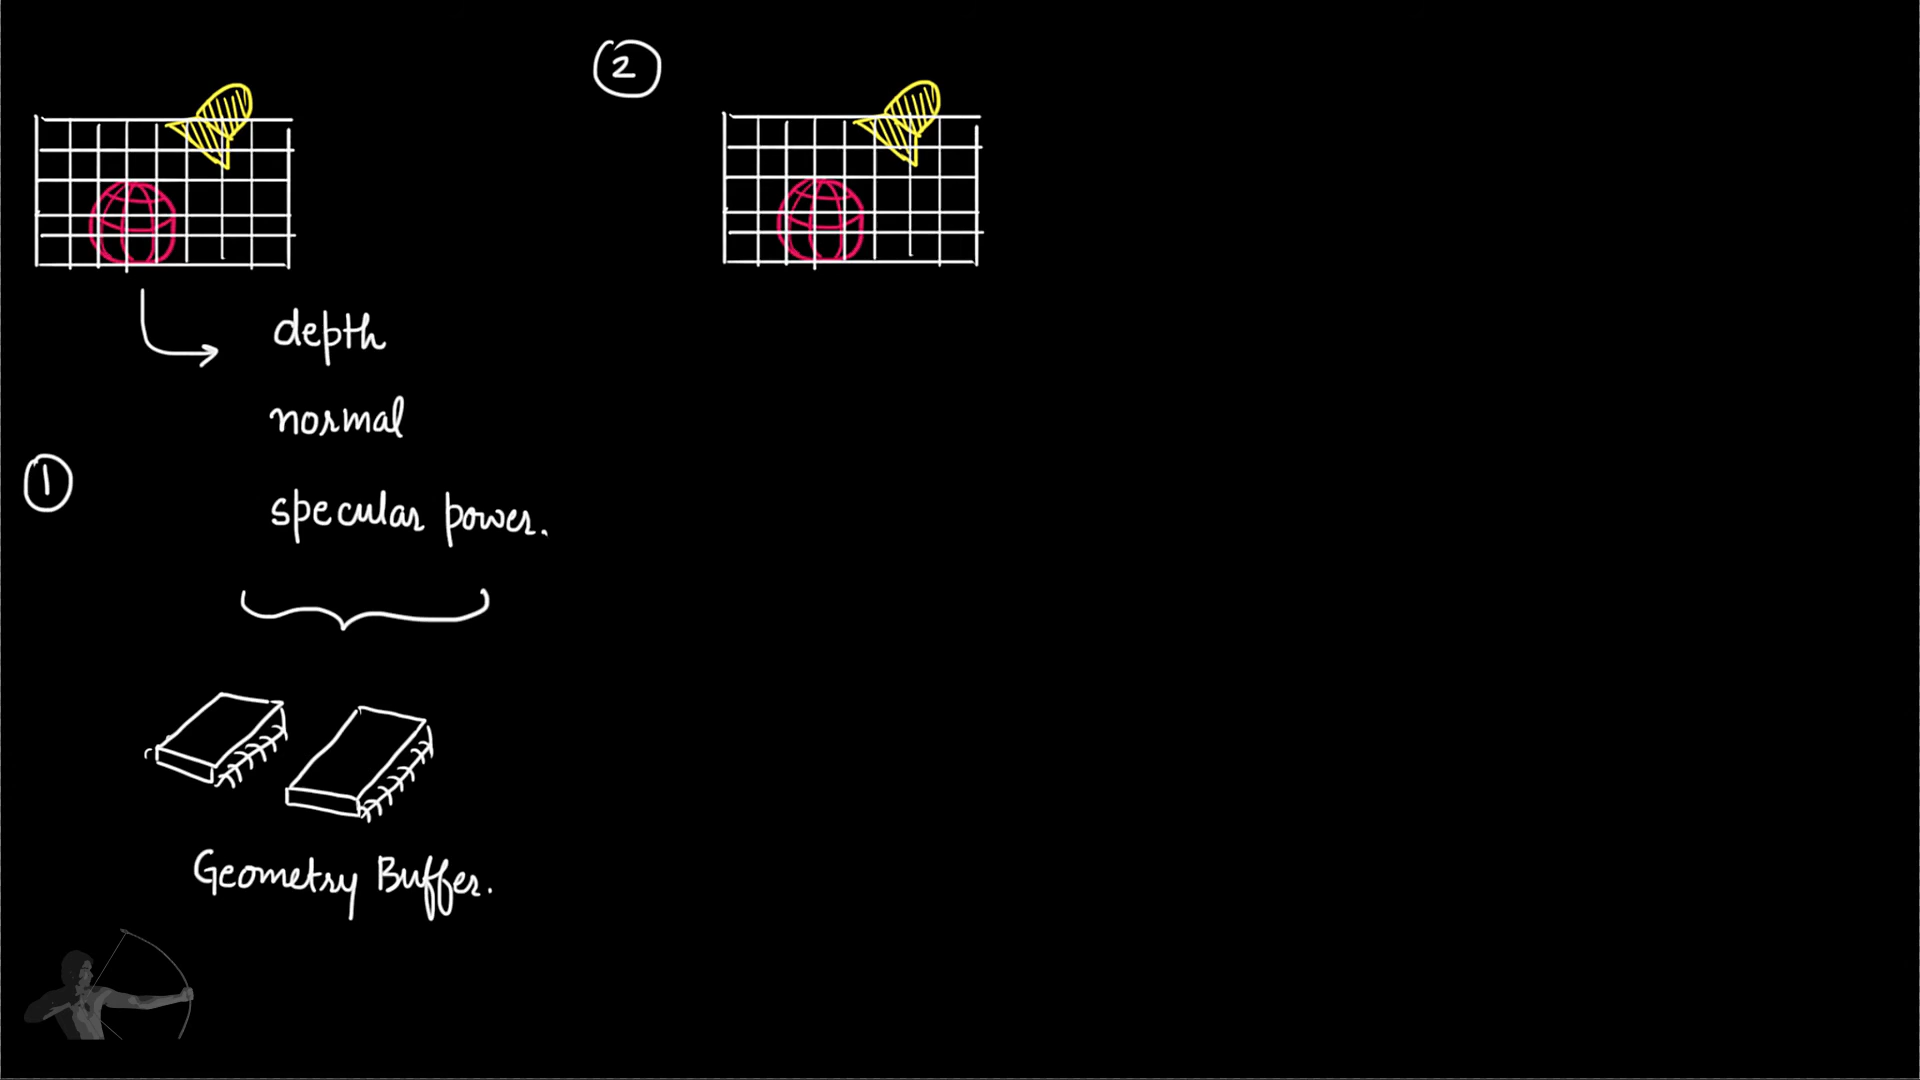 depth
normal
1
specular power.
Geometry Buffer.
2